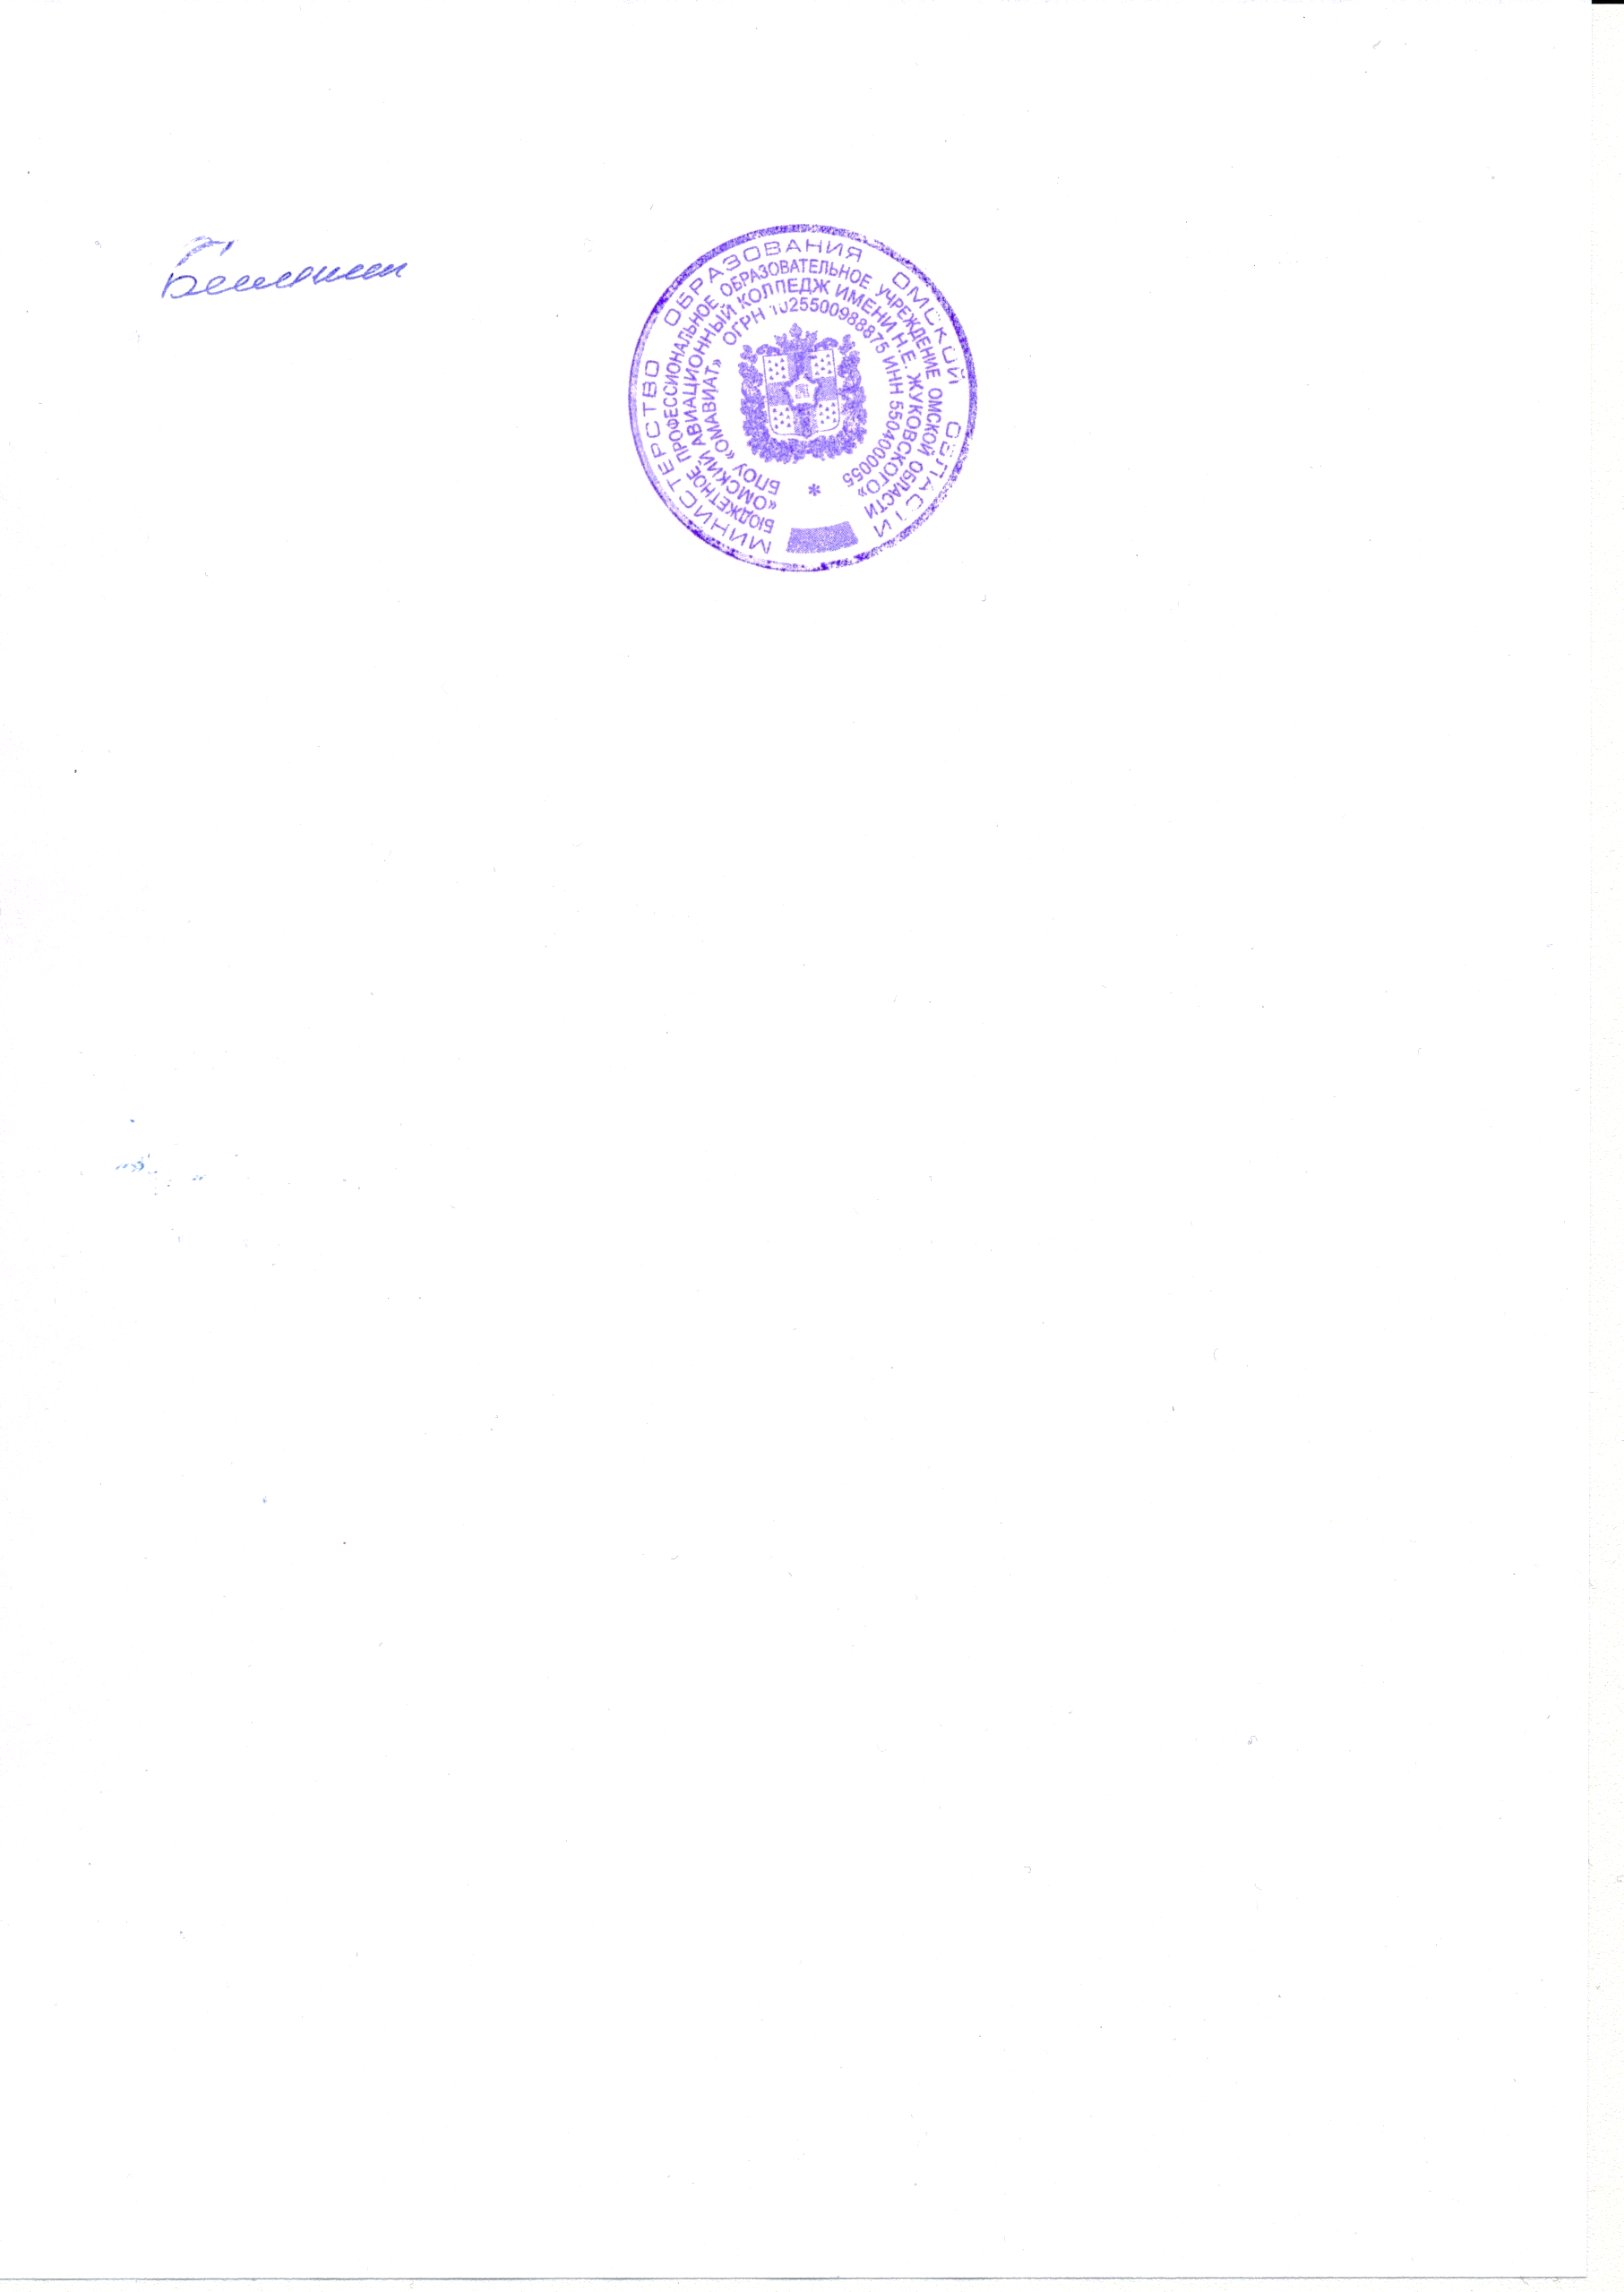 МИНИСТЕРСТВО ОБРАЗОВАНИЯ ОМСКОЙ ОБЛАСТИ
БЮДЖЕТНОЕ ПРОФЕССИОНАЛЬНОЕ ОБРАЗОВАТЕЛЬНОЕ УЧРЕЖДЕНИЕ ОМСКОЙ ОБЛАСТИ
«ОМСКИЙ АВИАЦИОННЫЙ КОЛЛЕДЖ ИМЕНИ Н.Е. ЖУКОВСКОГО»
БПОУ «ОМАВИАТ» ОГРН 1025500988875 ИНН 5504000055
*